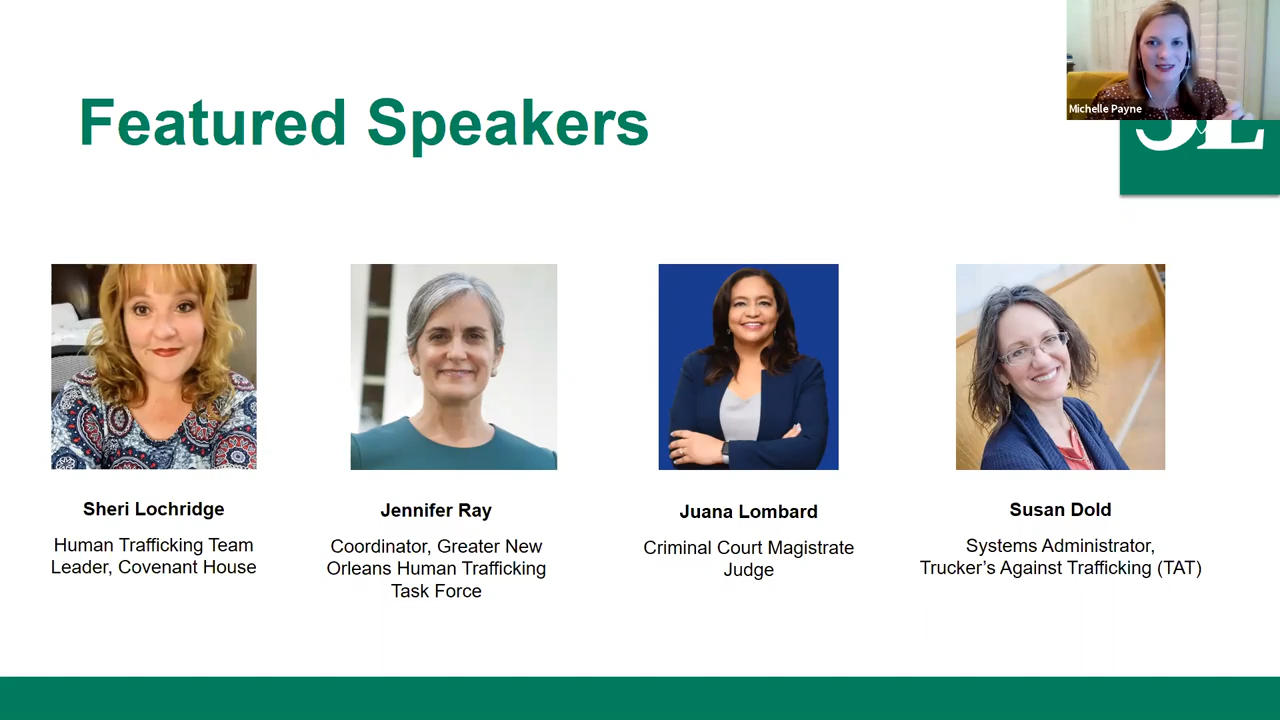 Featured Speakers
Michelle Payne
Sheri Lochridge
Human Trafficking Team
Leader, Covenant House
Jennifer Ray
Coordinator, Greater New
Orleans Human Trafficking
Task Force
Juana Lombard
Criminal Court Magistrate
Judge
Susan Dold
Systems Administrator,
Trucker's Against Trafficking (TAT)